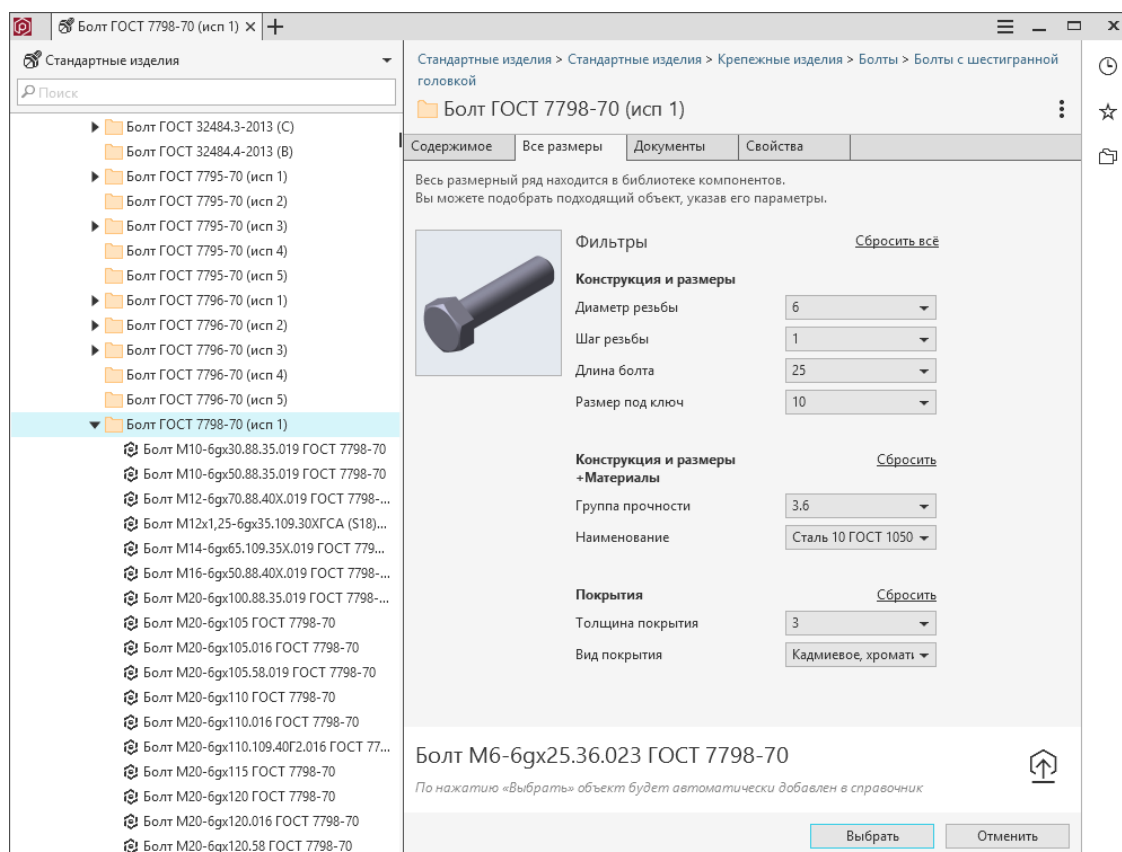 Болт ГОСТ 7798-70 (исп 1)
Стандартные изделия
Поиск
Болт ГОСТ 32484.3-2013 (С)
Болт ГОСТ 32484.4-2013 (В)
Болт ГОСТ 7795-70 (исп 1)
Болт ГОСТ 7795-70 (исп 2)
Болт ГОСТ 7795-70 (исп 3)
Болт ГОСТ 7795-70 (исп 4)
Болт ГОСТ 7795-70 (исп 5)
Болт ГОСТ 7796-70 (исп 1)
Болт ГОСТ 7796-70 (исп 2)
Болт ГОСТ 7796-70 (исп 3)
Болт ГОСТ 7796-70 (исп 4)
Болт ГОСТ 7796-70 (исп 5)
Болт ГОСТ 7798-70 (исп 1)
Болт М10-6gx30.88.35.019 ГОСТ 7798-70
Болт М10-6gx50.88.35.019 ГОСТ 7798-70
Болт М12-6gx70.88.40Х.019 ГОСТ 7798-...
Болт М12х1,25-6gx35.109.30ХГСА (S18)...
Болт М14-6gx65.109.35Х.019 ГОСТ 779...
Болт М16-6gx50.88.40Х.019 ГОСТ 7798-...
Болт М20-6gx100.88.35.019 ГОСТ 7798-...
Болт М20-6gx105 ГОСТ 7798-70
Болт М20-6gx105.016 ГОСТ 7798-70
Болт М20-6gx105.58.019 ГОСТ 7798-70
Болт М20-6gx110 ГОСТ 7798-70
Болт М20-6gx110.016 ГОСТ 7798-70
Болт М20-6gx110.109.40Г2.016 ГОСТ 77...
Болт М20-6gx115 ГОСТ 7798-70
Болт М20-6gx120 ГОСТ 7798-70
Болт М20-6gx120.016 ГОСТ 7798-70
Болт М20-6gx120.58 ГОСТ 7798-70
Стандартные изделия > Стандартные изделия > Крепежные изделия > Болты > Болты с шестигранной
головкой
Болт ГОСТ 7798-70 (исп 1)
Содержимое Все размеры Документы Свойства
Весь размерный ряд находится в библиотеке компонентов.
Вы можете подобрать подходящий объект, указав его параметры.
Фильтры Сбросить всё
Конструкция и размеры
Диаметр резьбы 6
Шаг резьбы 1
Длина болта 25
Размер под ключ 10
Конструкция и размеры Сбросить
+Материалы
Группа прочности 3.6
Наименование Сталь 10 ГОСТ 1050
Покрытия Сбросить
Толщина покрытия 3
Вид покрытия Кадмиевое, хромати
Болт М6-6gx25.36.023 ГОСТ 7798-70
По нажатию «Выбрать» объект будет автоматически добавлен в справочник
Выбрать Отменить